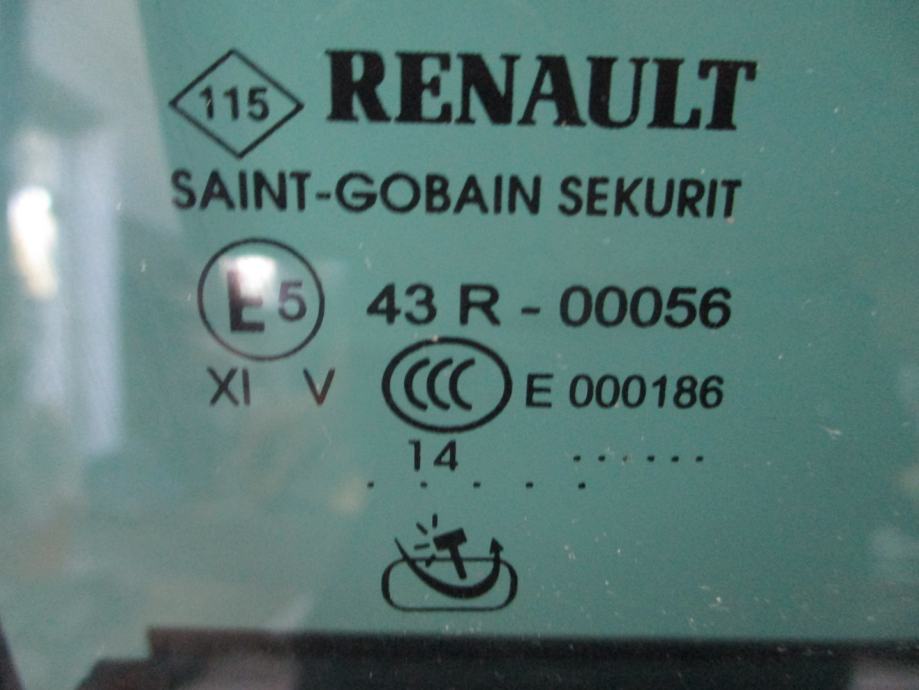 115 RENAULT
SAINT-GOBAIN SEKURIT
E5 43 R - 00056
XI V CCC E 000186
14 ......
. . . . .